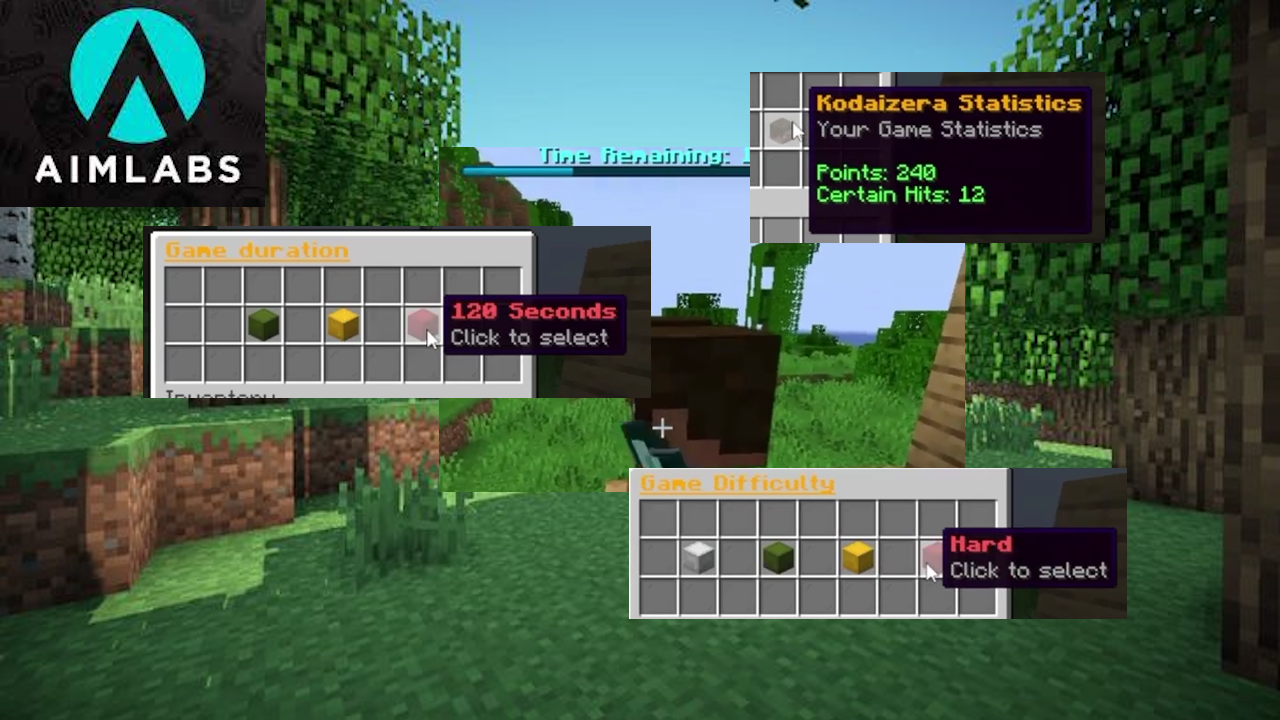 AIMLABS
Time Remaining:
Kodaizera Statistics
Your Game Statistics
Points: 240
Certain Hits: 12
Game duration
120 Seconds
Click to select
Inventory
Game Difficulty
Hard
Click to select